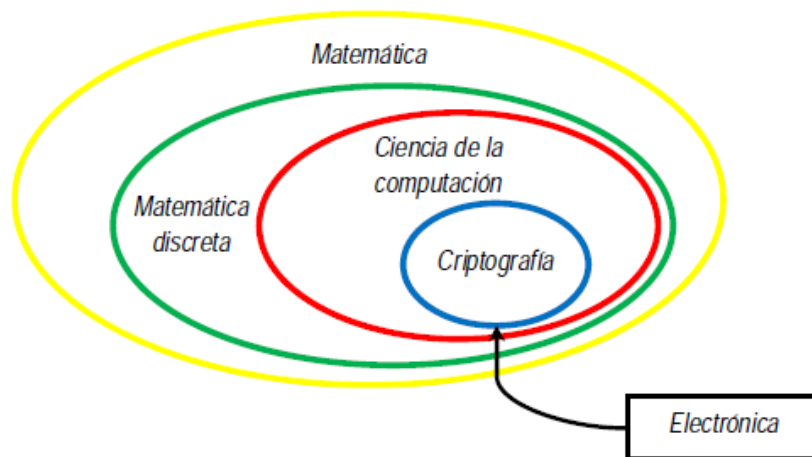 Matemática
Ciencia de la
computación
Matemática
discreta
Criptografía
Electrónica